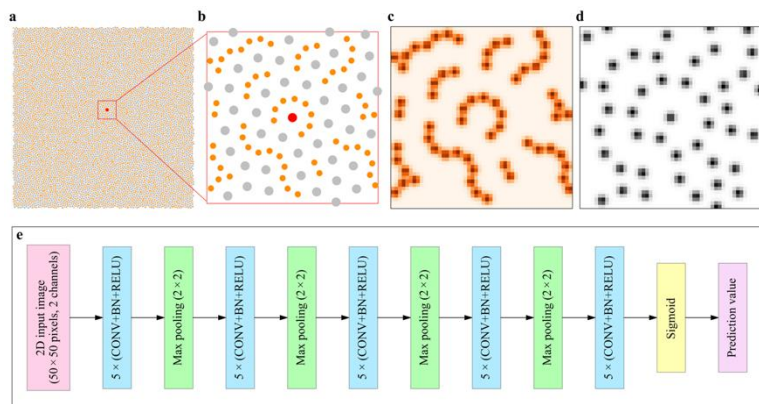 a
b
c
d
e
2D input image
(50 × 50 pixels, 2 channels)
5 × (CONV+BN+RELU)
Max pooling (2 × 2)
5 × (CONV+BN+RELU)
Max pooling (2 × 2)
5 × (CONV+BN+RELU)
Max pooling (2 × 2)
5 × (CONV+BN+RELU)
Max pooling (2 × 2)
5 × (CONV+BN+RELU)
Sigmoid
Prediction value